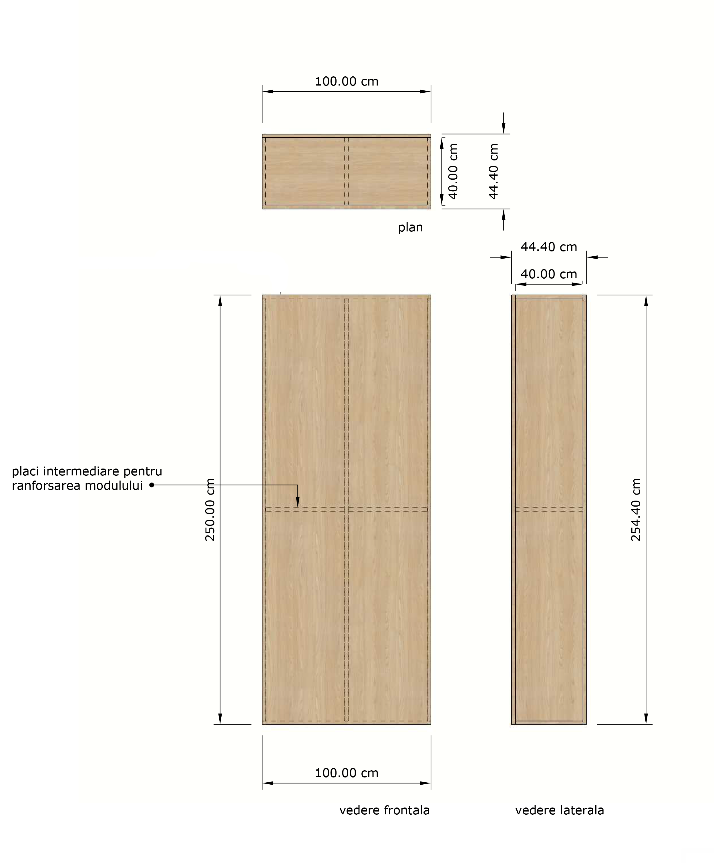 100.00 cm
40.00 cm
44.40 cm
plan
44.40 cm
40.00 cm
placi intermediare pentru
ranforsarea modulului
250.00 cm
254.40 cm
100.00 cm
vedere frontala
vedere laterala